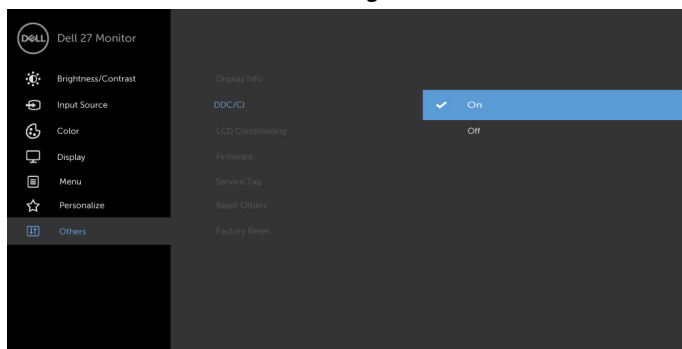 DELL Dell 27 Monitor
Brightness/Contrast
Input Source
Color
Display
Menu
Personalize
Others
Display Info
DDC/CI
LCD Conditioning
Firmware
Service Tag
Reset Others
Factory Reset
On
Off